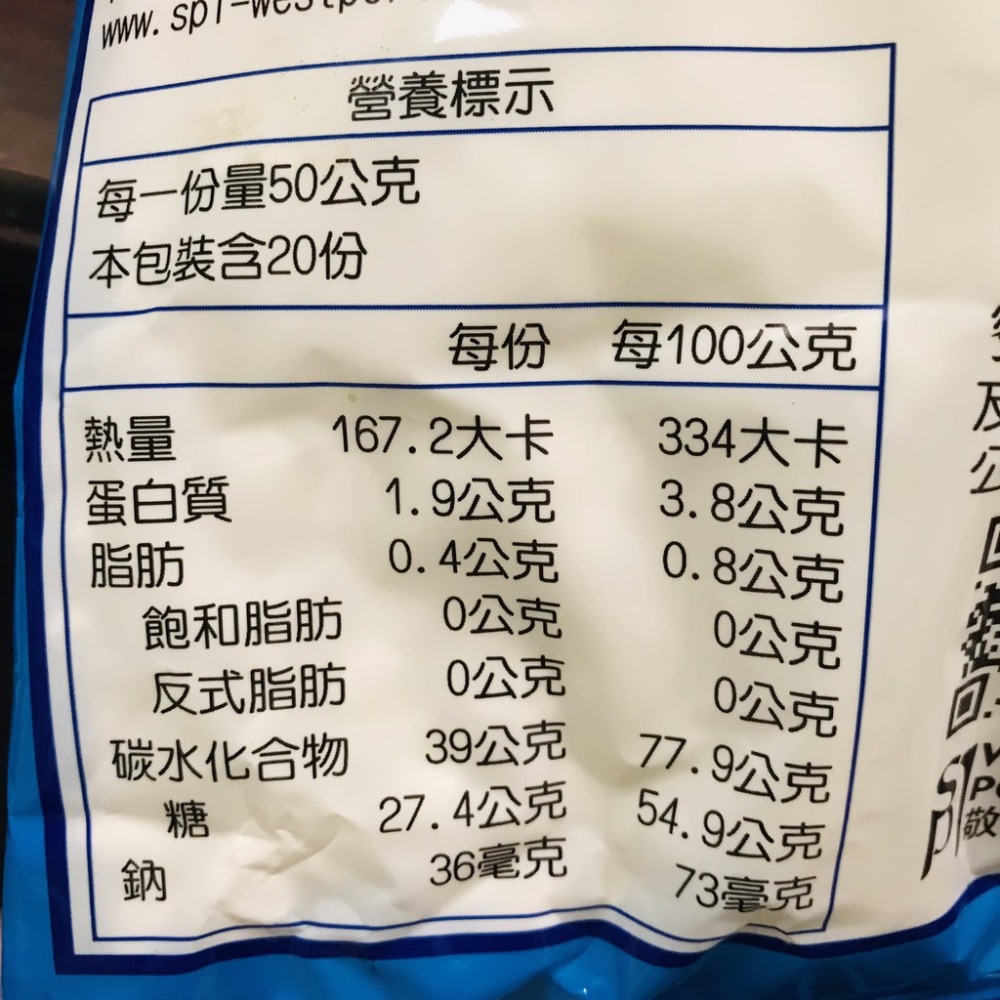 www.spi-westpo
營養標示
每一份量50公克
本包裝含20份
每份 每100公克
熱量 167.2大卡 334大卡
蛋白質 1.9公克 3.8公克
脂肪 0.4公克 0.8公克
飽和脂肪 0公克 0公克
反式脂肪 0公克 0公克
碳水化合物 39公克 77.9公克
糖 27.4公克 54.9公克
鈉 36毫克 73毫克
及
公
敬